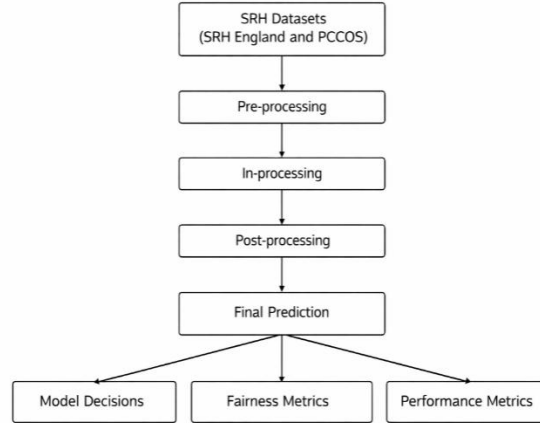 SRH Datasets
(SRH England and PCCOS)
Pre-processing
In-processing
Post-processing
Final Prediction
Model Decisions
Fairness Metrics
Performance Metrics